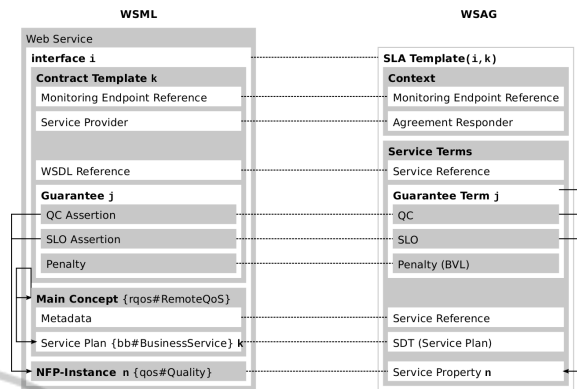 WSML
WSAG
Web Service
interface i
SLA Template(i,k)
Contract Template k
Context
Monitoring Endpoint Reference
Monitoring Endpoint Reference
Service Provider
Agreement Responder
Service Terms
WSDL Reference
Service Reference
Guarantee j
Guarantee Term j
QC Assertion
QC
SLO Assertion
SLO
Penalty
Penalty (BVL)
Main Concept {rqos#RemoteQoS}
Metadata
Service Reference
Service Plan {bb#BusinessService} k
SDT (Service Plan)
NFP-Instance n {qos#Quality}
Service Property n